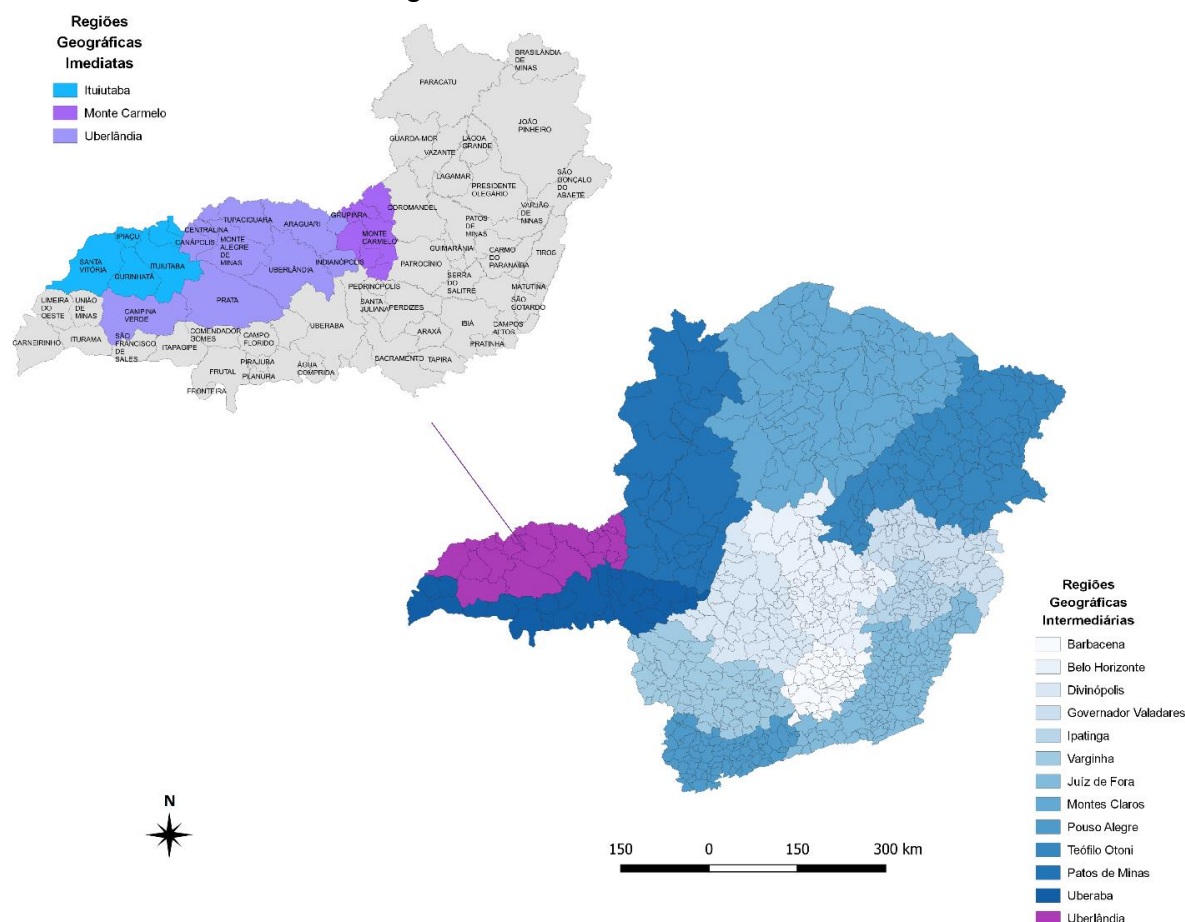 Regiões
Geográficas
Imediatas
Ituiutaba
Monte Carmelo
Uberlândia
BRASILÂNDIA
DE
MINAS
PARACATU
JOÃO
PINHEIRO
GUARDA-MOR
LAGOA
GRANDE
VAZANTE
LAGAMAR
SÃO
GONÇALO
DO
ABAETÉ
PRESIDENTE
OLEGÁRIO
VARJÃO
DE
MINAS
COROMANDEL
GRUPIARA
TUPACIGUARA
ARAGUARI
CENTRALINA
CANÁPOLIS
MONTE
ALEGRE
DE
MINAS
MONTE
CARMELO
PATOS
DE
MINAS
GUIMARÂNIA
CARMO
DO
PARANAÍBA
TIROS
IPIAÇU
SANTA
VITÓRIA
GURINHATÃ
ITUIUTABA
UBERLÂNDIA
INDIANÓPOLIS
PATROCÍNIO
SERRA
DO
SALITRE
MATUTINA
SÃO
GOTARDO
PEDRINÓPOLIS
SANTA
JULIANA
PERDIZES
LIMEIRA
DO
OESTE
UNIÃO
DE
MINAS
CAMPINA
VERDE
PRATA
UBERABA
ARAXÁ
IBIÁ
CAMPOS
ALTOS
PRATINHA
CARNEIRINHO
ITURAMA
SÃO
FRANCISCO
DE
SALES
ITAPAGIPE
COMENDADOR
GOMES
CAMPO
FLORIDO
PIRAJUBA
PLANURA
FRUTAL
FRONTEIRA
ÁGUA
COMPRIDA
SACRAMENTO
TAPIRA
Regiões
Geográficas
Intermediárias
Barbacena
Belo Horizonte
Divinópolis
Governador Valadares
Ipatinga
Varginha
Juíz de Fora
Montes Claros
Pouso Alegre
Teófilo Otoni
Patos de Minas
Uberaba
Uberlândia
N
150 0 150 300 km